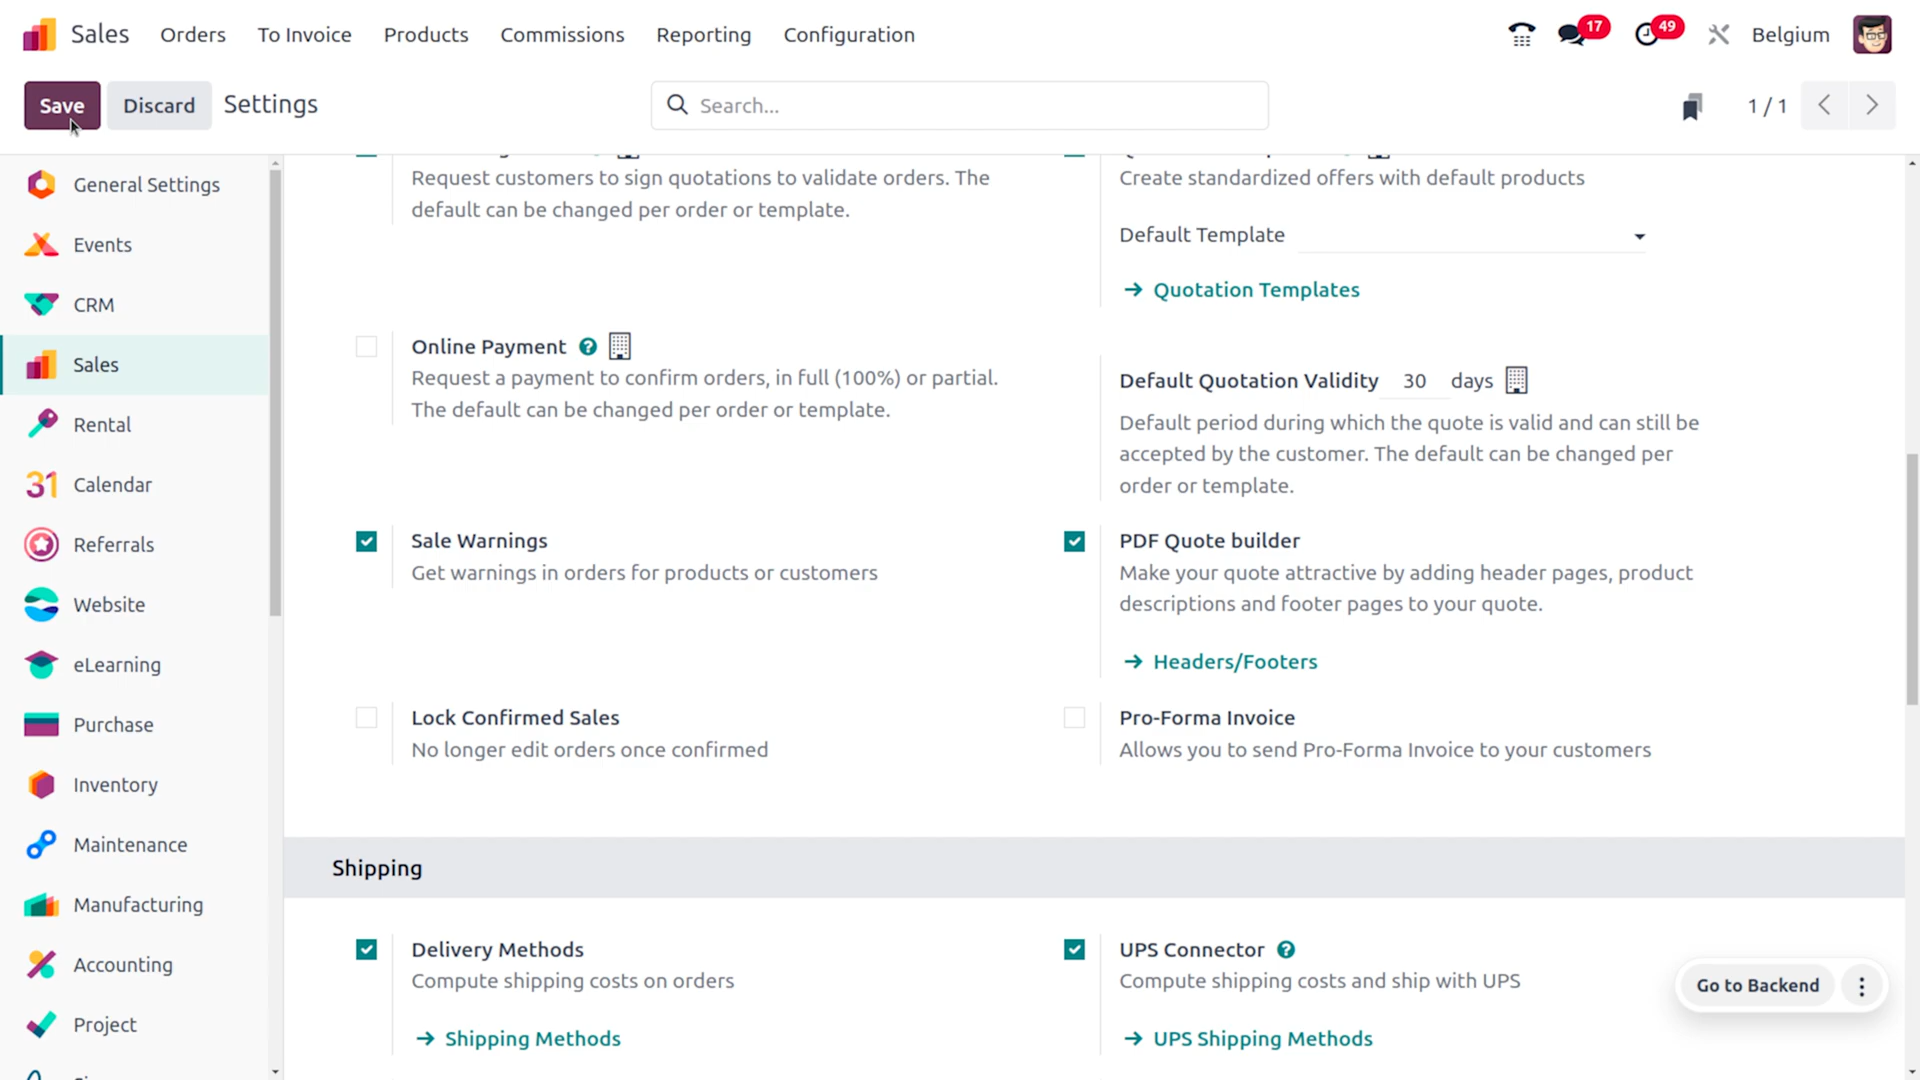 Sales
Orders
To Invoice
Products
Commissions
Reporting
Configuration
17
49
Belgium
Save
Discard
Settings
Search...
1 / 1
General Settings
Events
CRM
Sales
Rental
31
Calendar
Referrals
Website
eLearning
Purchase
Inventory
Maintenance
Manufacturing
Accounting
Project
Request customers to sign quotations to validate orders. The
default can be changed per order or template.
Create standardized offers with default products
Default Template
Quotation Templates
Online Payment ?
Request a payment to confirm orders, in full (100%) or partial.
The default can be changed per order or template.
Default Quotation Validity 30 days
Default period during which the quote is valid and can still be
accepted by the customer. The default can be changed per
order or template.
Sale Warnings
Get warnings in orders for products or customers
PDF Quote builder
Make your quote attractive by adding header pages, product
descriptions and footer pages to your quote.
Headers/Footers
Lock Confirmed Sales
No longer edit orders once confirmed
Pro-Forma Invoice
Allows you to send Pro-Forma Invoice to your customers
Shipping
Delivery Methods
Compute shipping costs on orders
Shipping Methods
UPS Connector ?
Compute shipping costs and ship with UPS
UPS Shipping Methods
Go to Backend